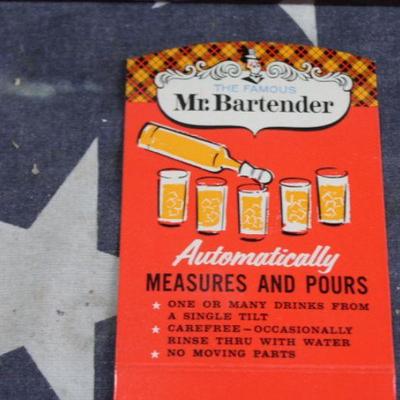 THE FAMOUS
Mr. Bartender
Automatically
MEASURES AND POURS
★ ONE OR MANY DRINKS FROM
A SINGLE TILT
★ CAREFREE—OCCASIONALLY
RINSE THRU WITH WATER
★ NO MOVING PARTS